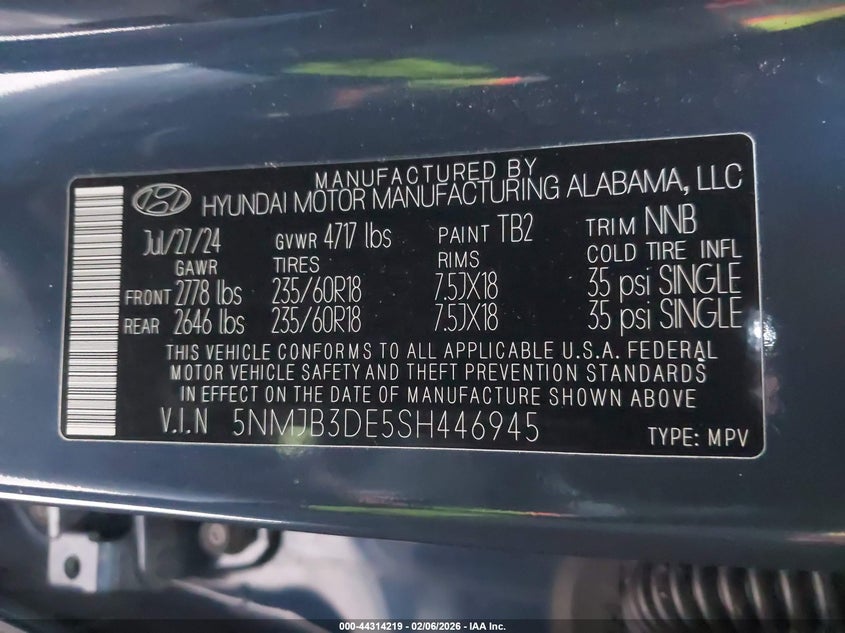 MANUFACTURED BY
HYUNDAI MOTOR MANUFACTURING ALABAMA, LLC
Jul/27/24 GVWR 4717 lbs PAINT TB2 TRIM NNB
GAWR TIRES RIMS COLD TIRE INFL
FRONT 2778 lbs 235/60R18 7.5JX18 35 psi SINGLE
REAR 2646 lbs 235/60R18 7.5JX18 35 psi SINGLE
THIS VEHICLE CONFORMS TO ALL APPLICABLE U.S.A. FEDERAL
MOTOR VEHICLE SAFETY AND THEFT PREVENTION STANDARDS
IN EFFECT ON THE DATE OF MANUFACTURE SHOWN ABOVE
V.I.N 5NMJB3DE5SH446945 TYPE: MPV
000-44314219 - 02/06/2026 - IAA Inc.